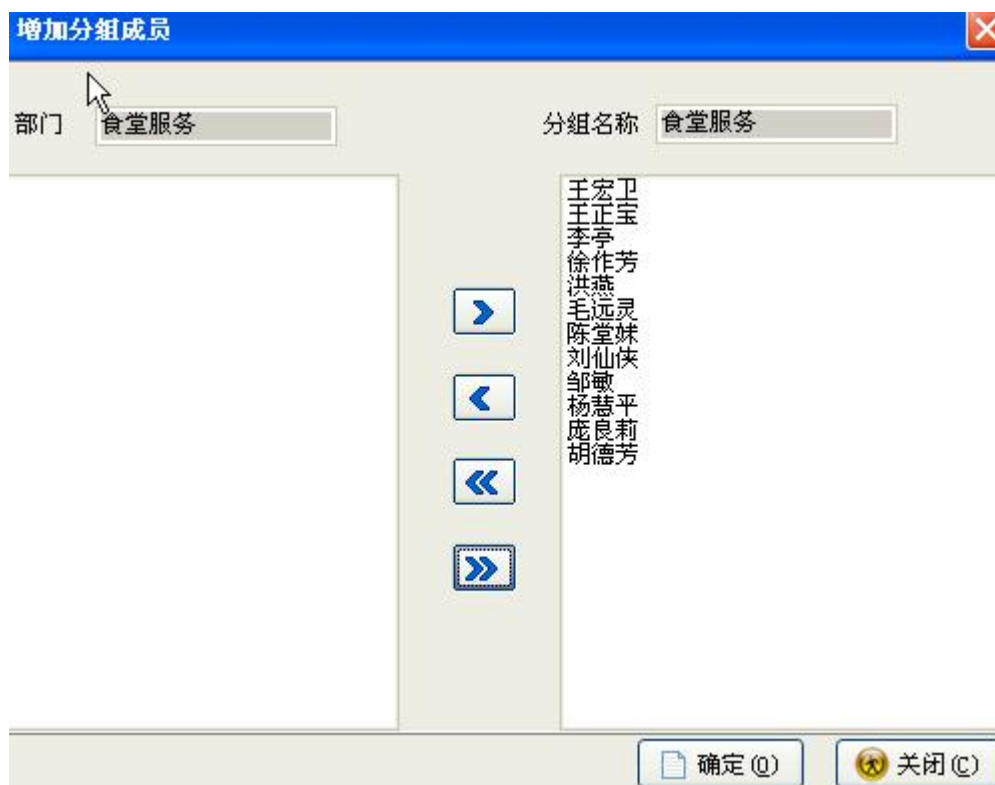 增加分组成员
部门 食堂服务 分组名称 食堂服务
王宏卫
王正宝
李亭
徐作芳
洪燕
毛远灵
陈堂妹
刘仙侠
邹敏
杨慧平
庞良莉
胡德芳
确定(O) 关闭(C)